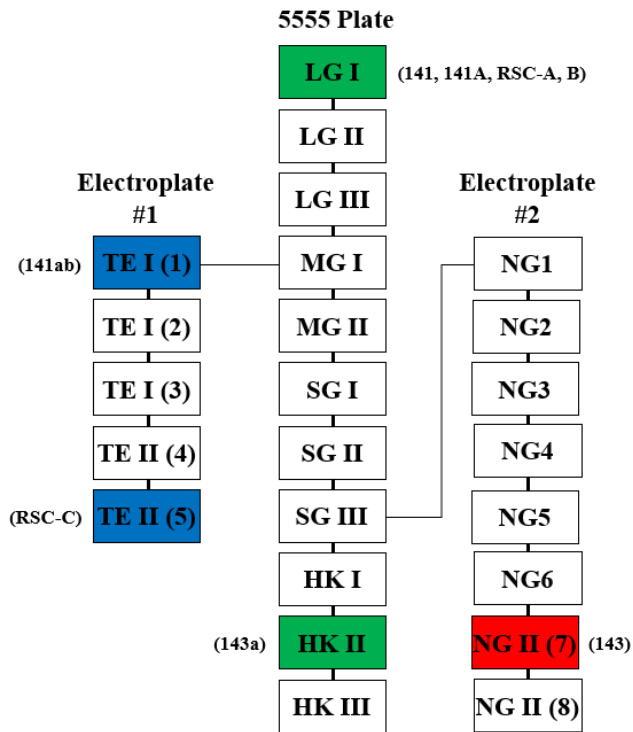 5555 Plate
LG I
(141, 141A, RSC-A, B)
LG II
LG III
MG I
MG II
SG I
SG II
SG III
HK I
(143a)
HK II
HK III
Electroplate
#1
(141ab)
TE I (1)
TE I (2)
TE I (3)
TE II (4)
(RSC-C)
TE II (5)
Electroplate
#2
NG1
NG2
NG3
NG4
NG5
NG6
NG II (7)
(143)
NG II (8)